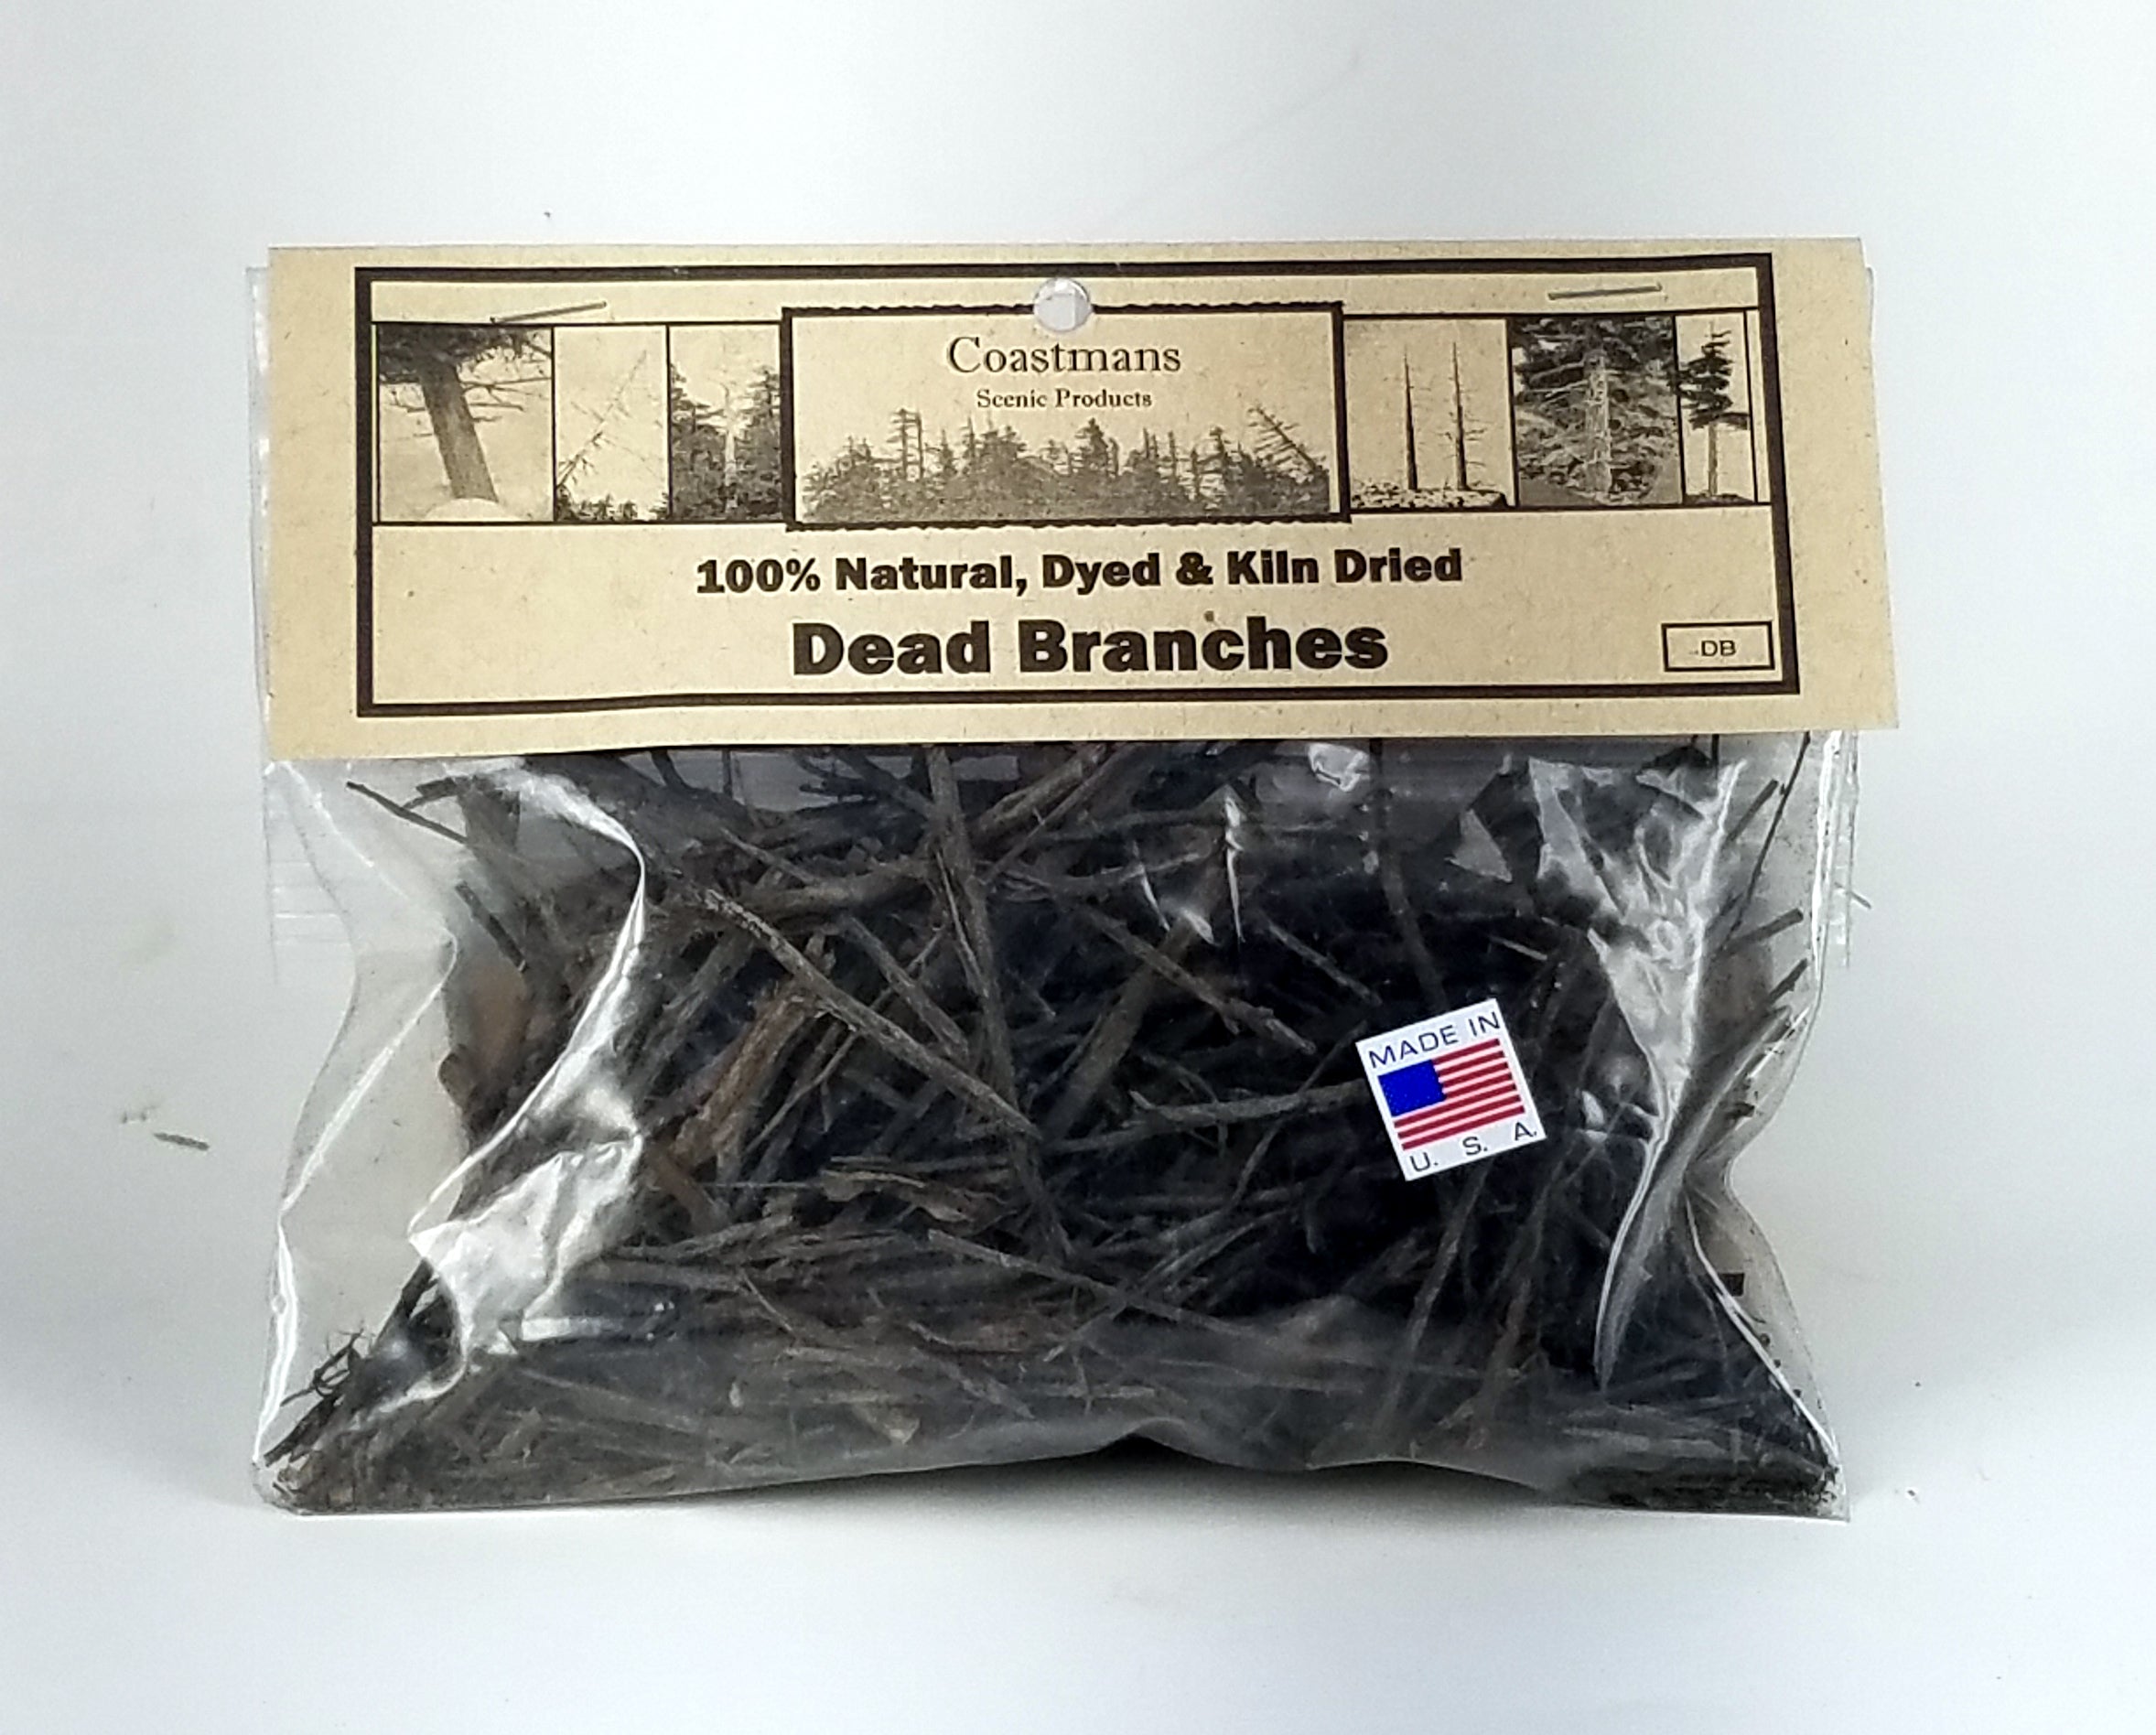 Coastmans
Scenic Products
100% Natural, Dyed & Kiln Dried
Dead Branches
DB
MADE IN
U. S. A.